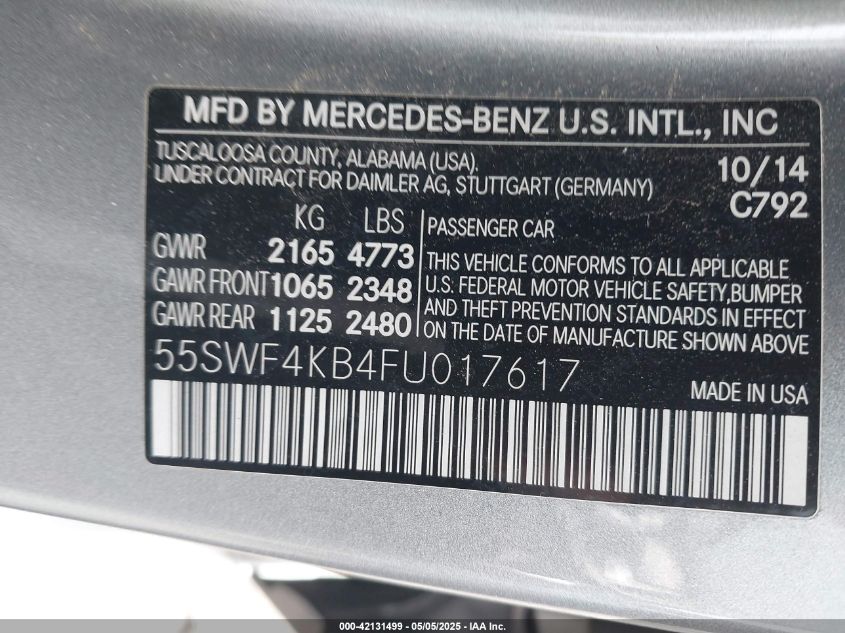 MFD BY MERCEDES-BENZ U.S. INTL., INC
TUSCALOOSA COUNTY, ALABAMA (USA).
UNDER CONTRACT FOR DAIMLER AG, STUTTGART (GERMANY)
10/14
C792
KG LBS
GVWR 2165 4773
GAWR FRONT 1065 2348
GAWR REAR 1125 2480
PASSENGER CAR
THIS VEHICLE CONFORMS TO ALL APPLICABLE
U.S. FEDERAL MOTOR VEHICLE SAFETY,BUMPER
AND THEFT PREVENTION STANDARDS IN EFFECT
ON THE DATE OF MANUFACTURE SHOWN ABOVE
55SWF4KB4FU017617
MADE IN USA
000-42131499 - 05/05/2025 - IAA Inc.